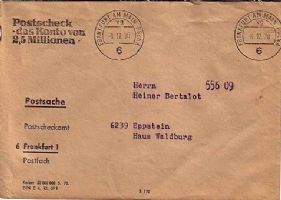 Postscheck
- das Konto von
2,5 Millionen -
FRANKFURT AM MAIN
6
FRANKFURT AM MAIN
6
Herrn 556 09
Heiner Bertalot
Postsache
Postscheckamt
6239 Eppstein
Haus Waldburg
6 Frankfurt 1
Postfach